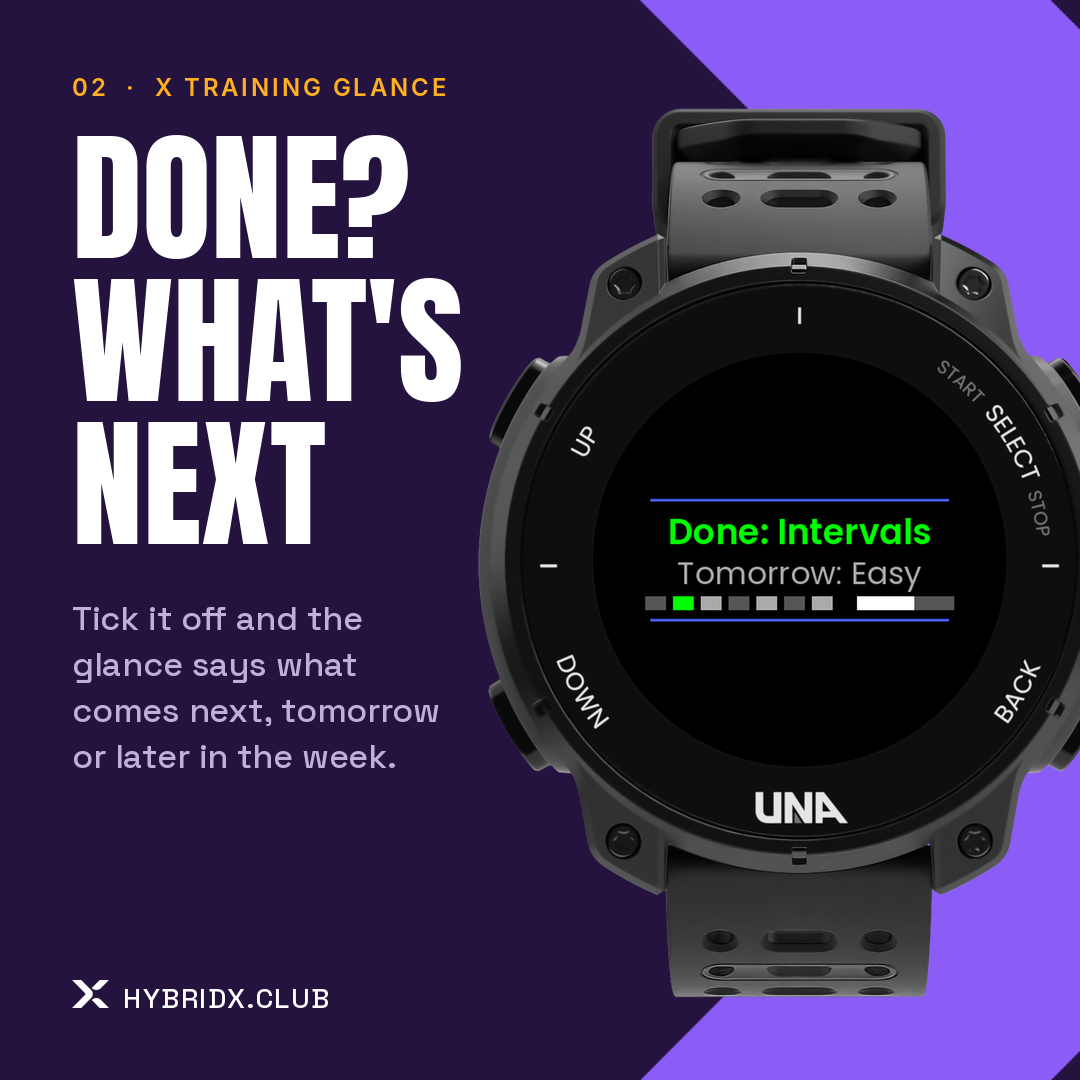 02 · X TRAINING GLANCE
DONE?
WHAT'S
NEXT
Tick it off and the
glance says what
comes next, tomorrow
or later in the week.
HYBRIDX.CLUB
START
SELECT
STOP
UP
Done: Intervals
Tomorrow: Easy
DOWN
BACK
UNA